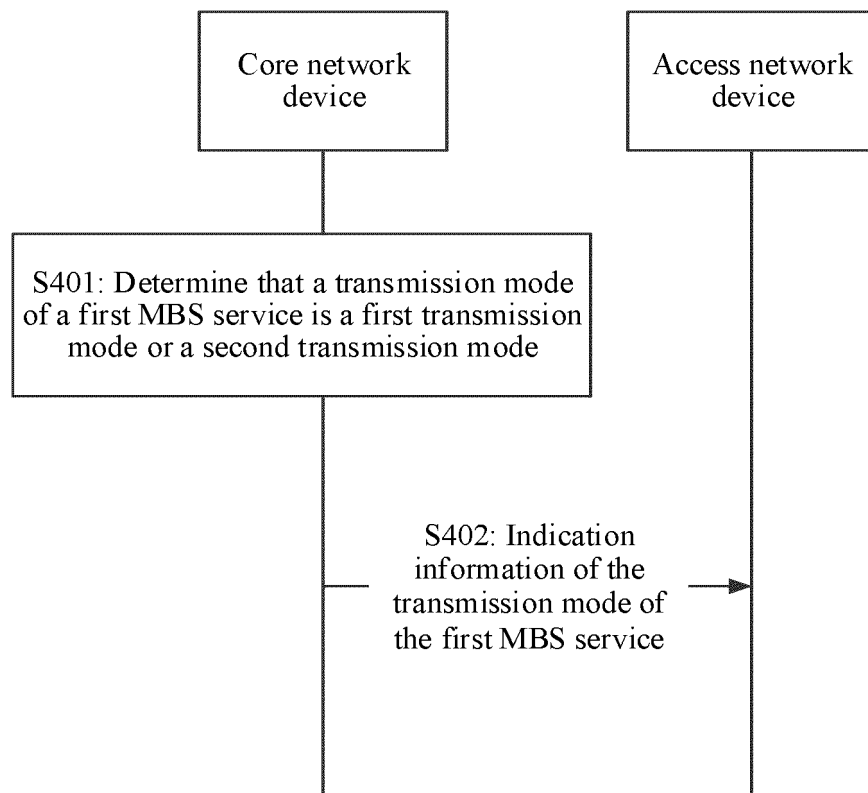 Core network
device
Access network
device
S401: Determine that a transmission mode
of a first MBS service is a first transmission
mode or a second transmission mode
S402: Indication
information of the
transmission mode of
the first MBS service